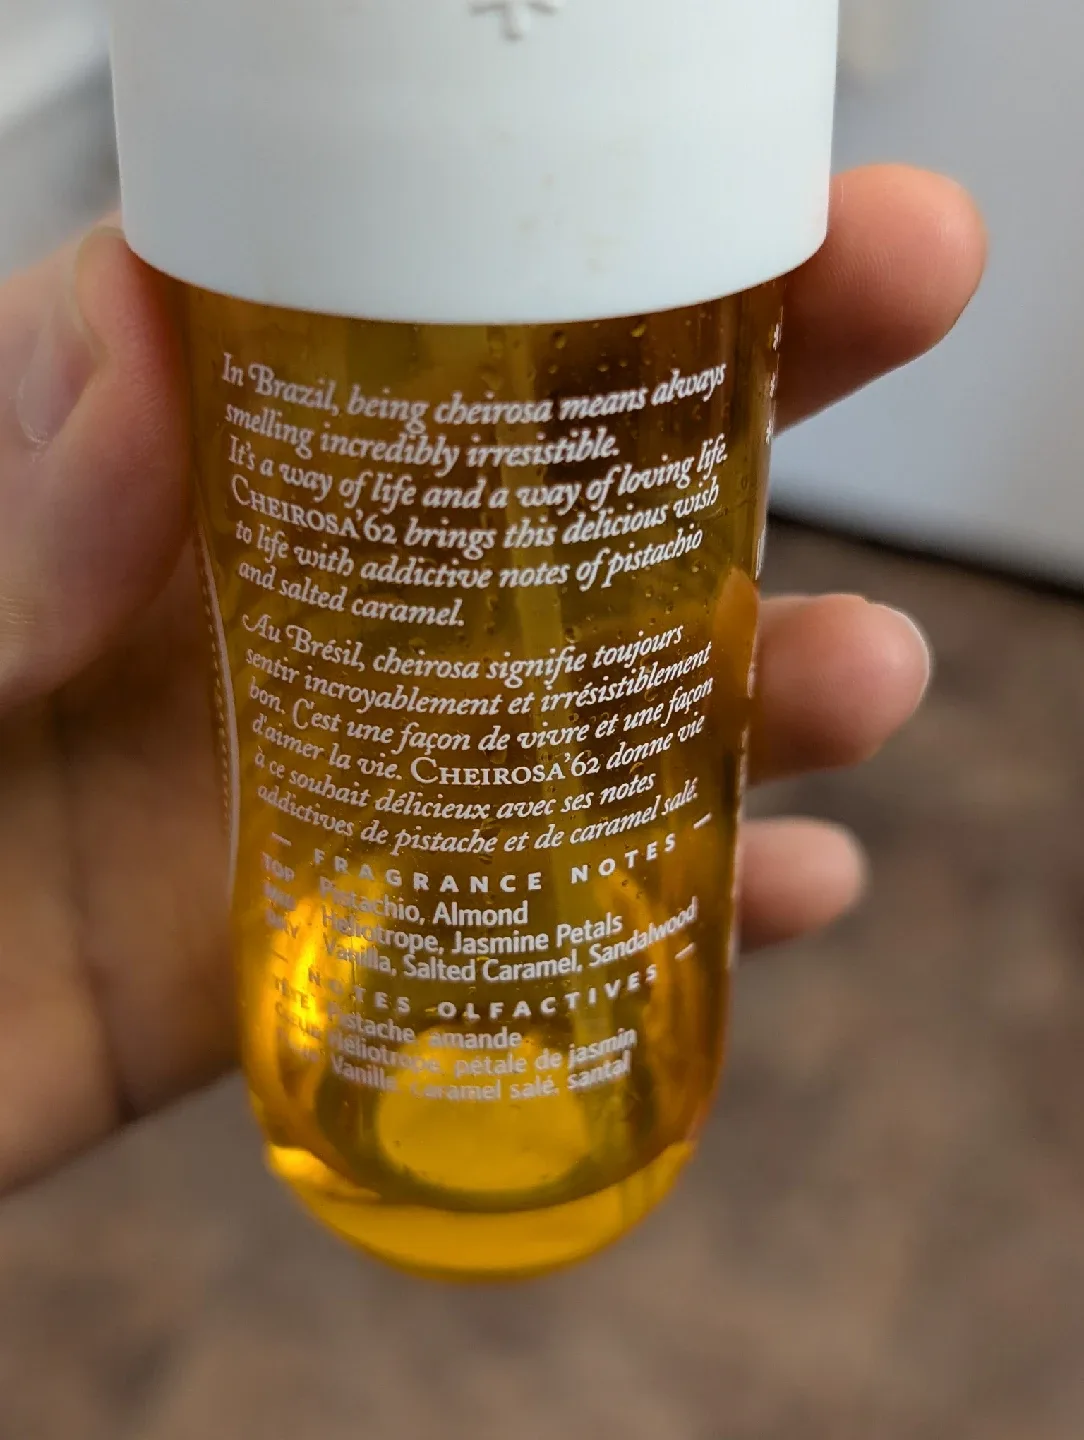 In Brazil, being cheirosa means always
smelling incredibly irresistible.
It's a way of life and a way of loving life.
CHEIROSA'62 brings this delicious wish
to life with addictive notes of pistachio
and salted caramel.
Au Brésil, cheirosa signifie toujours
sentir incroyablement et irrésistiblement
bon. C'est une façon de vivre et une façon
d'aimer la vie. CHEIROSA'62 donne vie
à ce souhait délicieux avec ses notes
addictives de pistache et de caramel salé.
— FRAGRANCE NOTES —
TOP Pistachio, Almond
MID Heliotrope, Jasmine Petals
DRY Vanilla, Salted Caramel, Sandalwood
— NOTES OLFACTIVES —
TÊTE Pistache, amande
CŒUR Héliotrope, pétale de jasmin
Vanille, caramel salé, santal